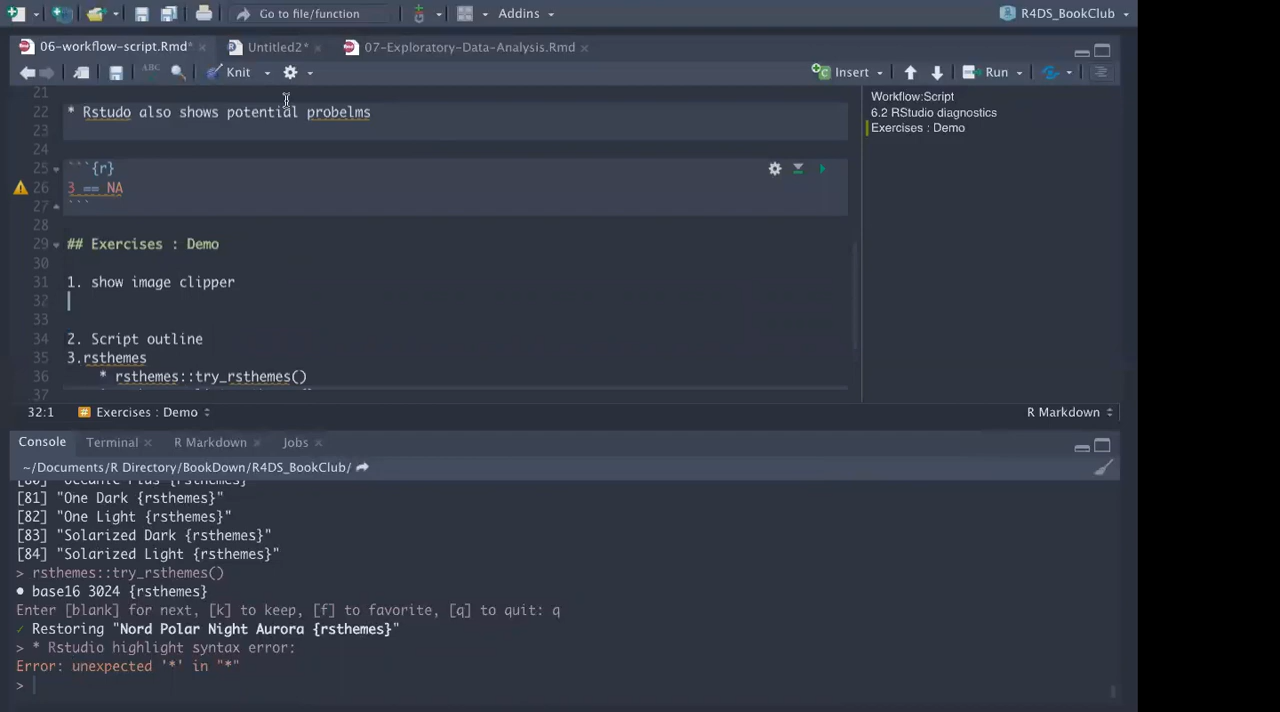 Go to file/function
Addins
R4DS_BookClub
06-workflow-script.Rmd*
Untitled2*
07-Exploratory-Data-Analysis.Rmd
ABC
Knit
Insert
Run
21
22 * Rstudo also shows potential probelms
23
24
25 ```{r}
26 3 == NA
27 ```
28
29 ## Exercises : Demo
30
31 1. show image clipper
32
33
34 2. Script outline
35 3.rsthemes
36 * rsthemes::try_rsthemes()
37
Workflow:Script
6.2 RStudio diagnostics
Exercises : Demo
32:1
# Exercises : Demo
R Markdown
Console
Terminal
R Markdown
Jobs
~/Documents/R Directory/BookDown/R4DS_BookClub/
[80] "Oceanic Plus {rsthemes}"
[81] "One Dark {rsthemes}"
[82] "One Light {rsthemes}"
[83] "Solarized Dark {rsthemes}"
[84] "Solarized Light {rsthemes}"
> rsthemes::try_rsthemes()
● base16 3024 {rsthemes}
Enter [blank] for next, [k] to keep, [f] to favorite, [q] to quit: q
✓ Restoring "Nord Polar Night Aurora {rsthemes}"
> * Rstudio highlight syntax error:
Error: unexpected '*' in "*"
>